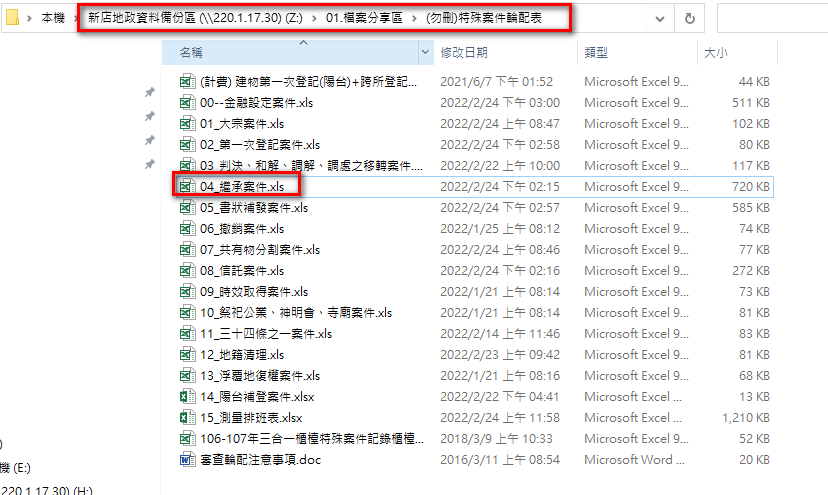 本機 > 新店地政資料備份區 (\\220.1.17.30) (Z:) > 01.檔案分享區 > (勿刪)特殊案件輪配表
名稱 修改日期 類型 大小
(計費) 建物第一次登記(陽台)+跨所登記... 2021/6/7 下午 01:52 Microsoft Excel 9... 44 KB
00--金融設定案件.xls 2022/2/24 下午 03:00 Microsoft Excel 9... 511 KB
01_大宗案件.xls 2022/2/24 上午 08:47 Microsoft Excel 9... 102 KB
02_第一次登記案件.xls 2022/2/24 下午 02:58 Microsoft Excel 9... 80 KB
03_判決、和解、調解、調處之移轉案件.... 2022/2/22 上午 10:00 Microsoft Excel 9... 117 KB
04_繼承案件.xls 2022/2/24 下午 02:15 Microsoft Excel 9... 720 KB
05_書狀補發案件.xls 2022/2/24 下午 02:57 Microsoft Excel 9... 585 KB
06_撤銷案件.xls 2022/1/25 上午 08:12 Microsoft Excel 9... 74 KB
07_共有物分割案件.xls 2022/2/24 上午 08:46 Microsoft Excel 9... 77 KB
08_信託案件.xls 2022/2/24 下午 02:16 Microsoft Excel 9... 272 KB
09_時效取得案件.xls 2022/1/21 上午 08:14 Microsoft Excel 9... 73 KB
10_祭祀公業、神明會、寺廟案件.xls 2022/1/21 上午 08:14 Microsoft Excel 9... 81 KB
11_三十四條之一案件.xls 2022/2/14 上午 11:46 Microsoft Excel 9... 83 KB
12_地籍清理.xls 2022/2/23 上午 09:42 Microsoft Excel 9... 81 KB
13_浮覆地復權案件.xls 2022/1/21 上午 08:16 Microsoft Excel 9... 68 KB
14_陽台補登案件.xlsx 2022/2/22 下午 04:41 Microsoft Excel ... 13 KB
15_測量排班表.xlsx 2022/2/24 上午 11:58 Microsoft Excel ... 1,210 KB
106-107年三合一櫃檯特殊案件記錄櫃檯... 2018/3/9 上午 10:33 Microsoft Excel 9... 52 KB
)
審查輪配注意事項.doc 2016/3/11 上午 08:54 Microsoft Word ... 20 KB
機 (E:)
220.1.17.30) (H:)